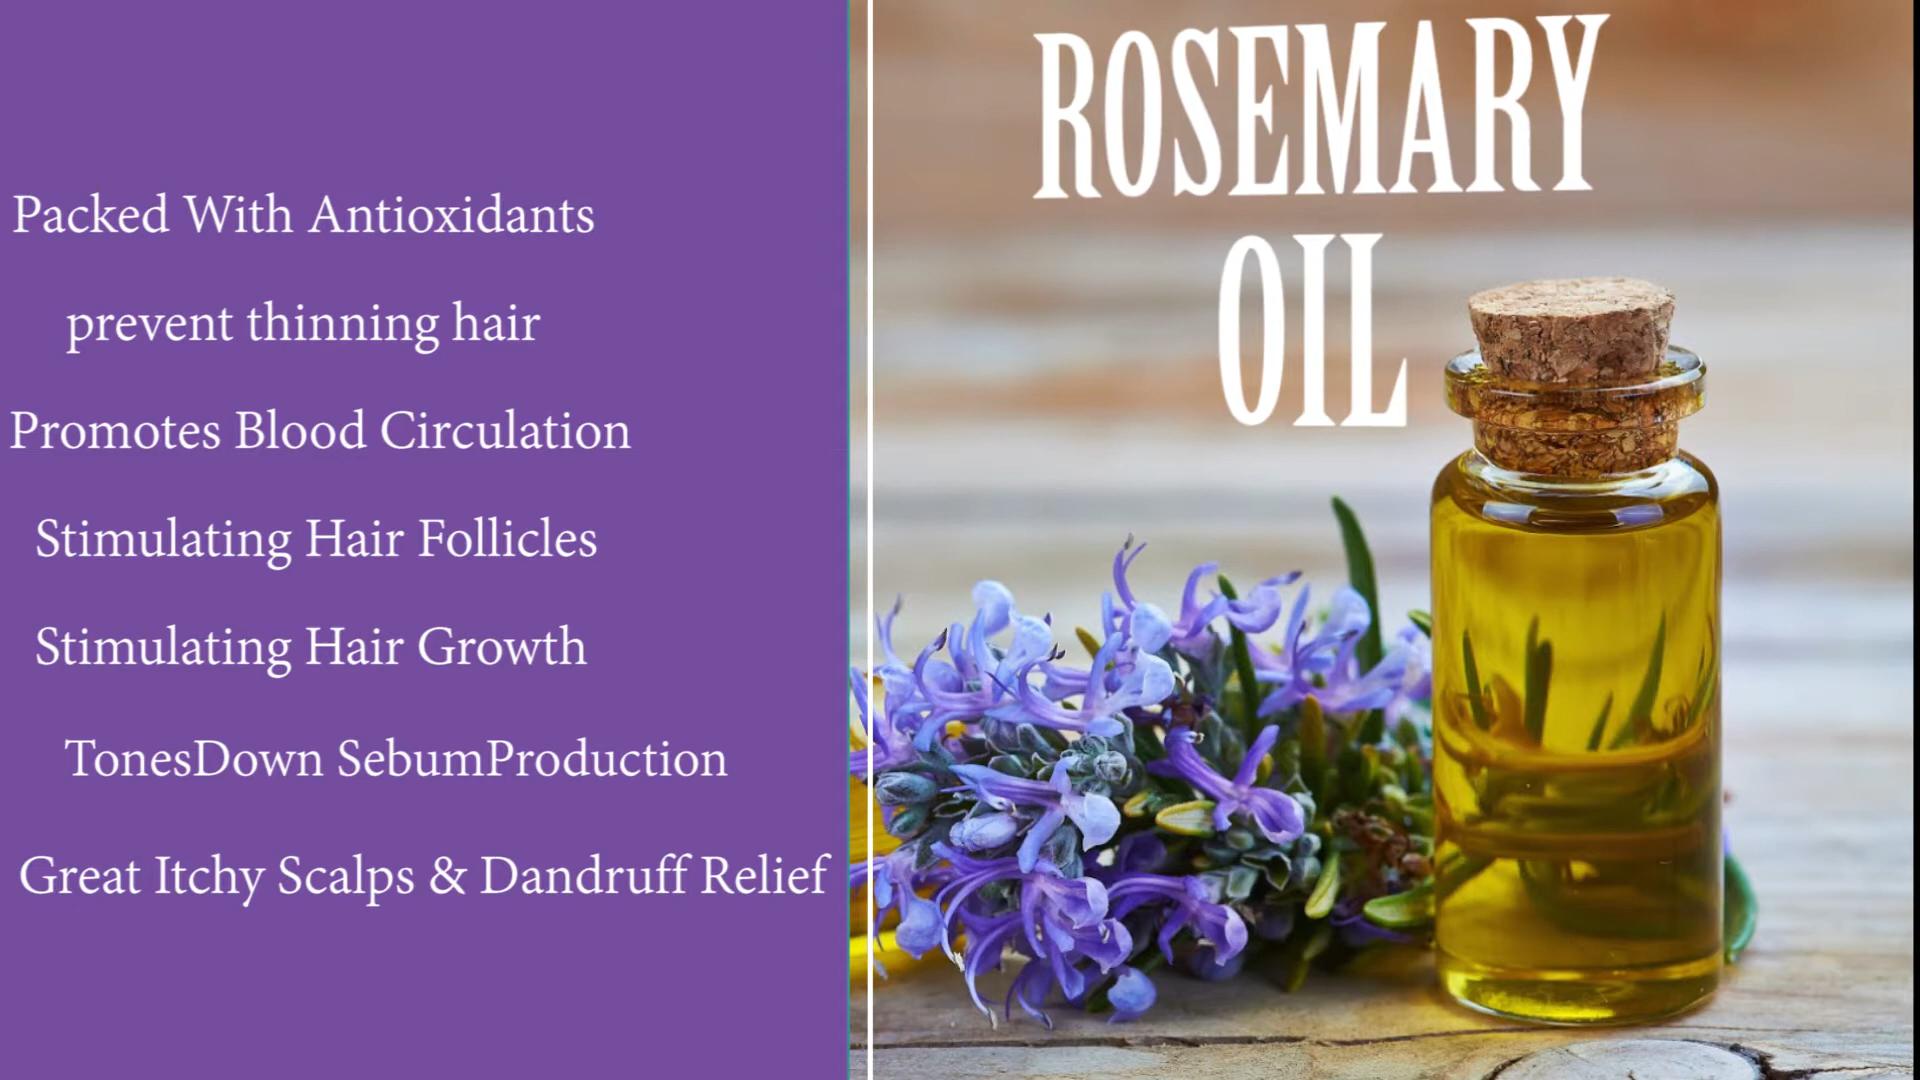 Packed With Antioxidants
prevent thinning hair
Promotes Blood Circulation
Stimulating Hair Follicles
Stimulating Hair Growth
TonesDown SebumProduction
Great Itchy Scalps & Dandruff Relief
ROSEMARY
OIL